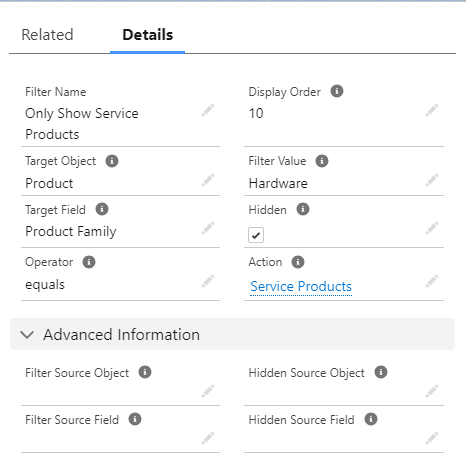 Related Details
Filter Name Display Order
Only Show Service 10
Products
Target Object Filter Value
Product Hardware
Target Field Hidden
Product Family
Operator Action
equals Service Products
Advanced Information
Filter Source Object Hidden Source Object
Filter Source Field Hidden Source Field